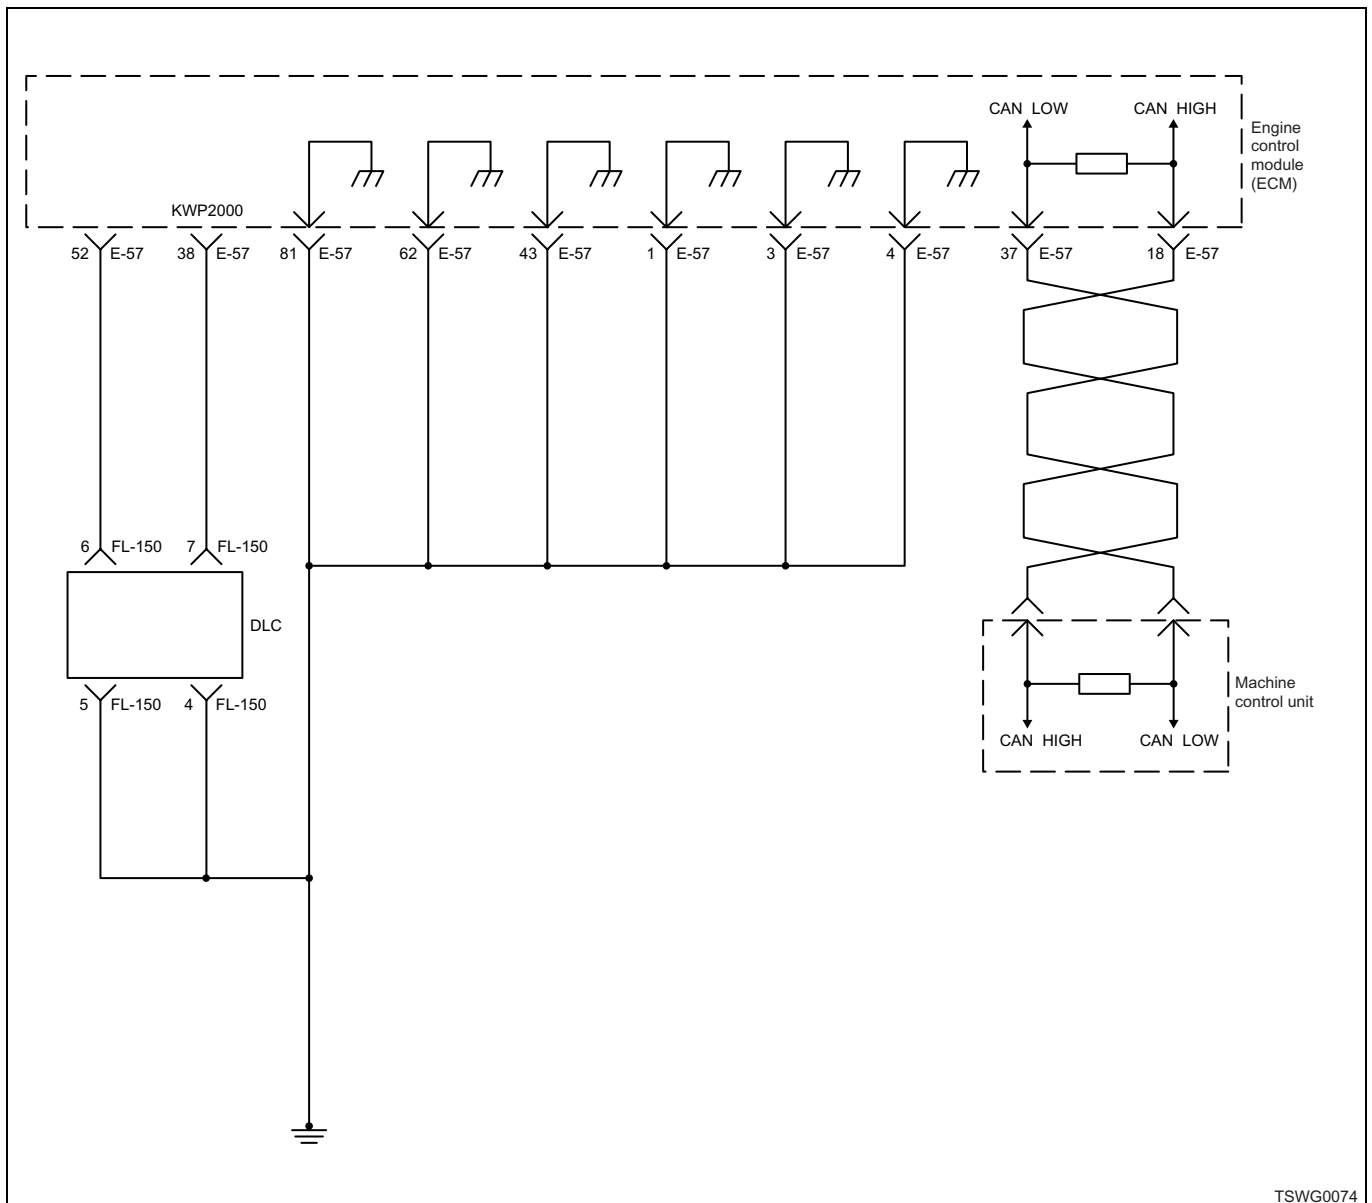 CAN LOW CAN HIGH
Engine
control
module
(ECM)
KWP2000
52 E-57 38 E-57 81 E-57 62 E-57 43 E-57 1 E-57 3 E-57 4 E-57 37 E-57 18 E-57
6 FL-150 7 FL-150
DLC
5 FL-150 4 FL-150
Machine
control unit
CAN HIGH CAN LOW
TSWG0074